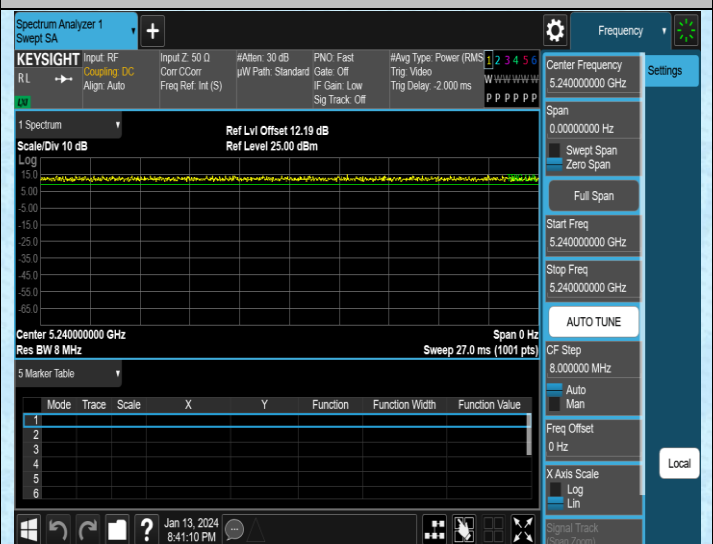 Spectrum Analyzer 1
Swept SA
+
Frequency
KEYSIGHT
RL
LXI
Input: RF
Coupling: DC
Align: Auto
Input Z: 50 Ω
Corr CCorr
Freq Ref: Int (S)
#Atten: 30 dB
µW Path: Standard
PNO: Fast
Gate: Off
IF Gain: Low
Sig Track: Off
#Avg Type: Power (RMS
Trig: Video
Trig Delay: -2.000 ms
1 2 3 4 5 6
W W W W W W
P P P P P P
Center Frequency
5.240000000 GHz
Settings
Span
0.00000000 Hz
Swept Span
Zero Span
Full Span
Start Freq
5.240000000 GHz
Stop Freq
5.240000000 GHz
AUTO TUNE
CF Step
8.000000 MHz
Auto
Man
Freq Offset
0 Hz
X Axis Scale
Log
Lin
Signal Track
(Span Zoom)
Local
1 Spectrum
Scale/Div 10 dB
Ref Lvl Offset 12.19 dB
Ref Level 25.00 dBm
Log
15.0
5.00
-5.00
-15.0
-25.0
-35.0
-45.0
-55.0
-65.0
Center 5.240000000 GHz
Span 0 Hz
Res BW 8 MHz
Sweep 27.0 ms (1001 pts)
5 Marker Table
Mode Trace Scale X Y Function Function Width Function Value
1
2
3
4
5
6
?
Jan 13, 2024
8:41:10 PM